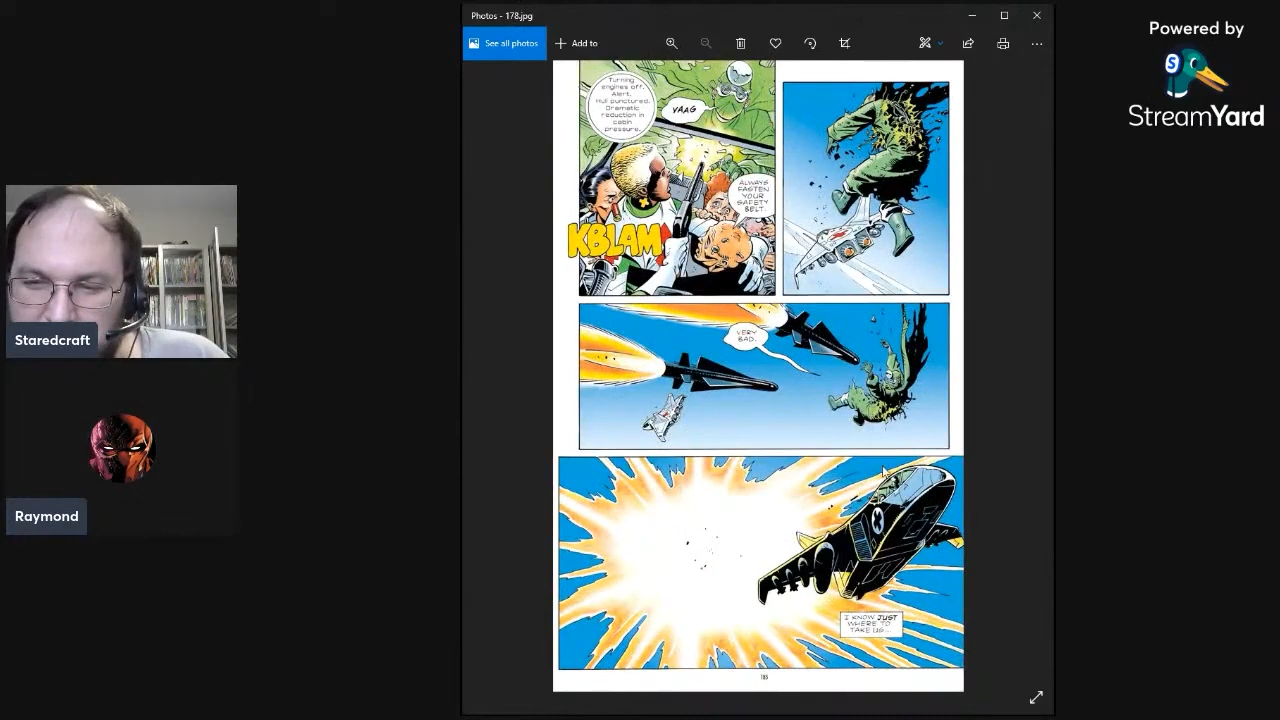 Photos - 178.jpg
See all photos
Add to
Powered by
StreamYard
Staredcraft
Raymond
Turning
engines off.
Alert.
Hull punctured.
Dramatic
reduction in
cabin
pressure.
YAAG
ALWAYS
FASTEN
YOUR
SAFETY
BELT.
KBLAM
VERY
BAD.
I KNOW JUST
WHERE TO
TAKE US...